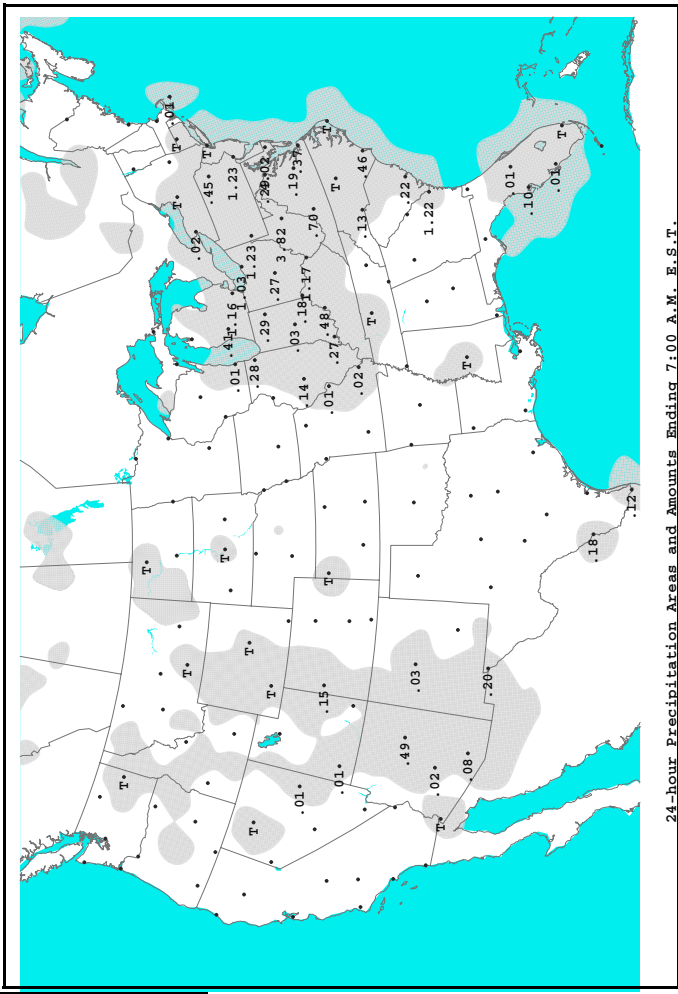 24-hour Precipitation Areas and Amounts Ending 7:00 A.M. E.S.T.
.01
T
T
T
T
.45
1.23
.02
.37
.19
T
.46
.22
1.22
.01
.10
.01
T
.02
1.23
3.82
.70
.13
1.03
.27
.17
.16
T
.41
.29
.18
.03
.48
.27
T
.01
.28
.14
.01
.02
T
T
T
T
.12
.18
T
T
T
.15
.03
.20
T
T
.01
.01
.49
.02
.08
T